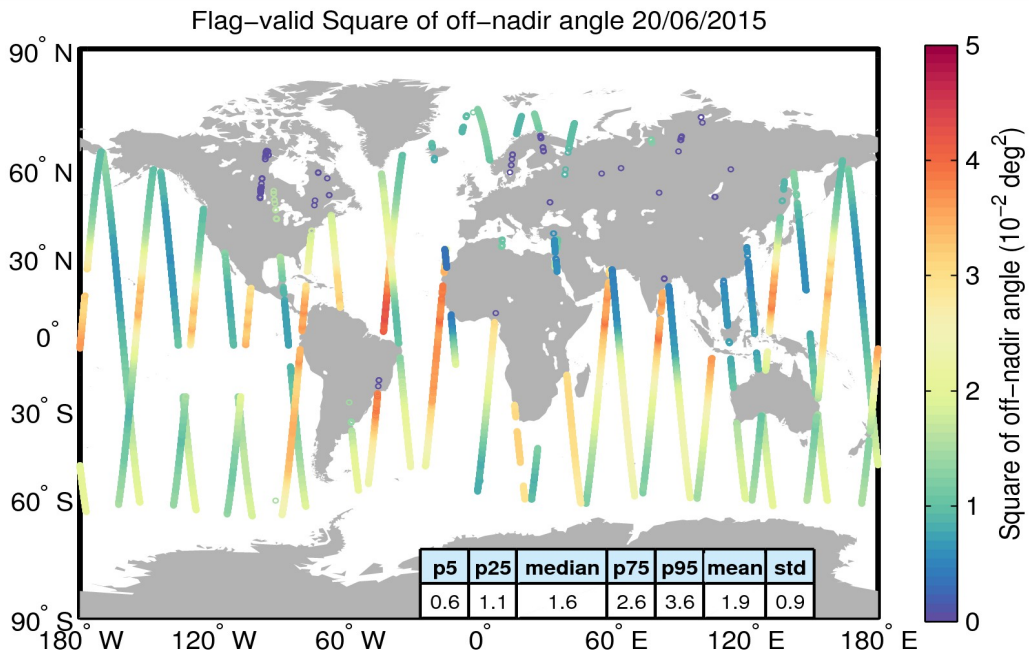 Flag−valid Square of off−nadir angle 20/06/2015
90° N
60° N
30° N
0°
30° S
60° S
90° S
180° W
120° W
60° W
0°
60° E
120° E
180° E
p5 p25 median p75 p95 mean std
0.6 1.1 1.6 2.6 3.6 1.9 0.9
5
4
3
2
1
0
Square of off−nadir angle (10⁻² deg²)